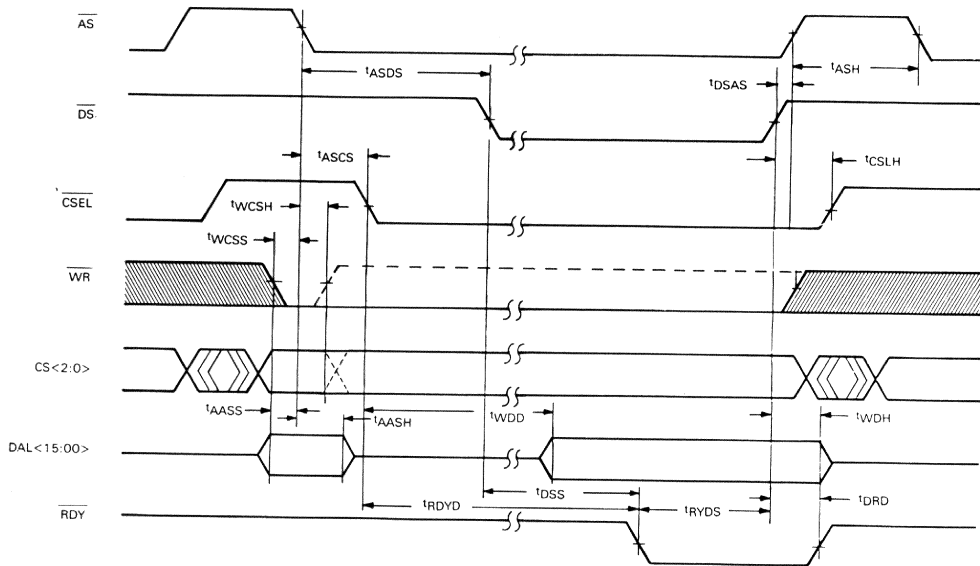 AS
tASDS
tDSAS
tASH
DS
tASCS
tCSLH
CSEL
tWCSH
tWCSS
WR
CS<2:0>
tAASS
tAASH
tWDD
tWDH
DAL<15:00>
tDSS
tRDYD
tRYDS
tDRD
RDY